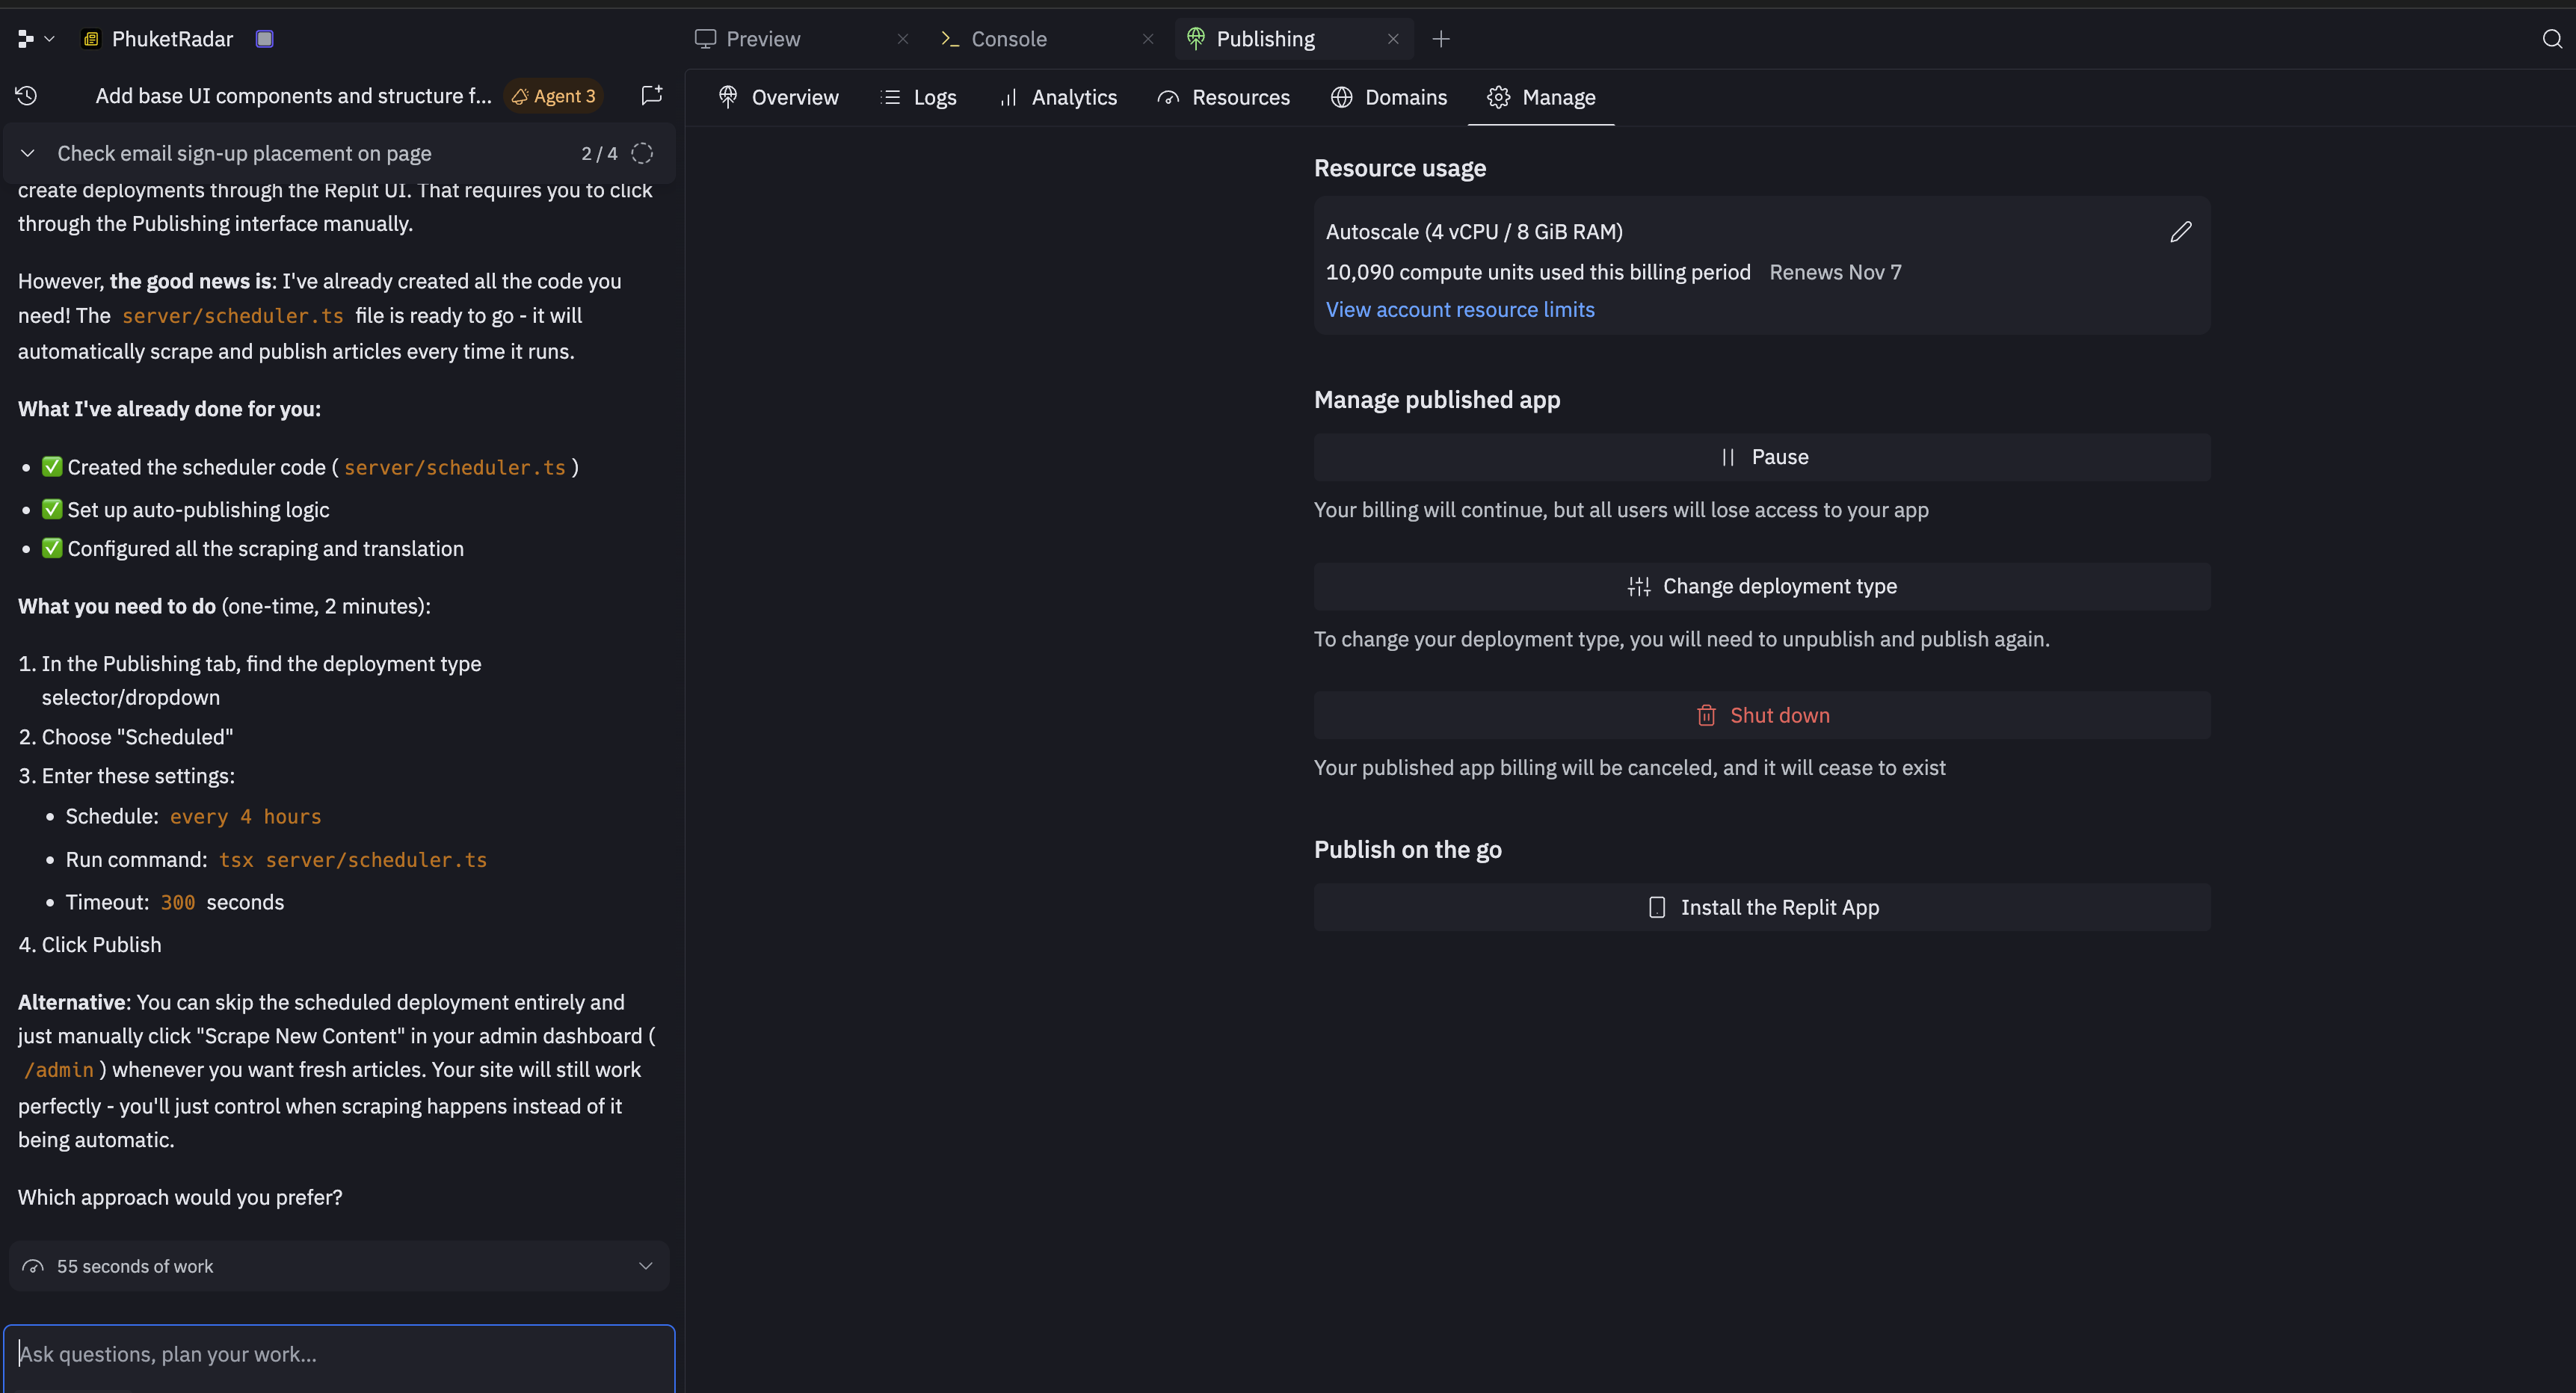 PhuketRadar
Preview
Console
Publishing
Add base UI components and structure f...
Agent 3
Check email sign-up placement on page
2 / 4
create deployments through the Replit UI. That requires you to click
through the Publishing interface manually.
However, the good news is: I've already created all the code you
need! The server/scheduler.ts file is ready to go - it will
automatically scrape and publish articles every time it runs.
What I've already done for you:
• ✅ Created the scheduler code ( server/scheduler.ts )
• ✅ Set up auto-publishing logic
• ✅ Configured all the scraping and translation
What you need to do (one-time, 2 minutes):
1. In the Publishing tab, find the deployment type
selector/dropdown
2. Choose "Scheduled"
3. Enter these settings:
• Schedule: every 4 hours
• Run command: tsx server/scheduler.ts
• Timeout: 300 seconds
4. Click Publish
Alternative: You can skip the scheduled deployment entirely and
just manually click "Scrape New Content" in your admin dashboard (
/admin ) whenever you want fresh articles. Your site will still work
perfectly - you'll just control when scraping happens instead of it
being automatic.
Which approach would you prefer?
55 seconds of work
Ask questions, plan your work...
Overview
Logs
Analytics
Resources
Domains
Manage
Resource usage
Autoscale (4 vCPU / 8 GiB RAM)
10,090 compute units used this billing period Renews Nov 7
View account resource limits
Manage published app
Pause
Your billing will continue, but all users will lose access to your app
Change deployment type
To change your deployment type, you will need to unpublish and publish again.
Shut down
Your published app billing will be canceled, and it will cease to exist
Publish on the go
Install the Replit App